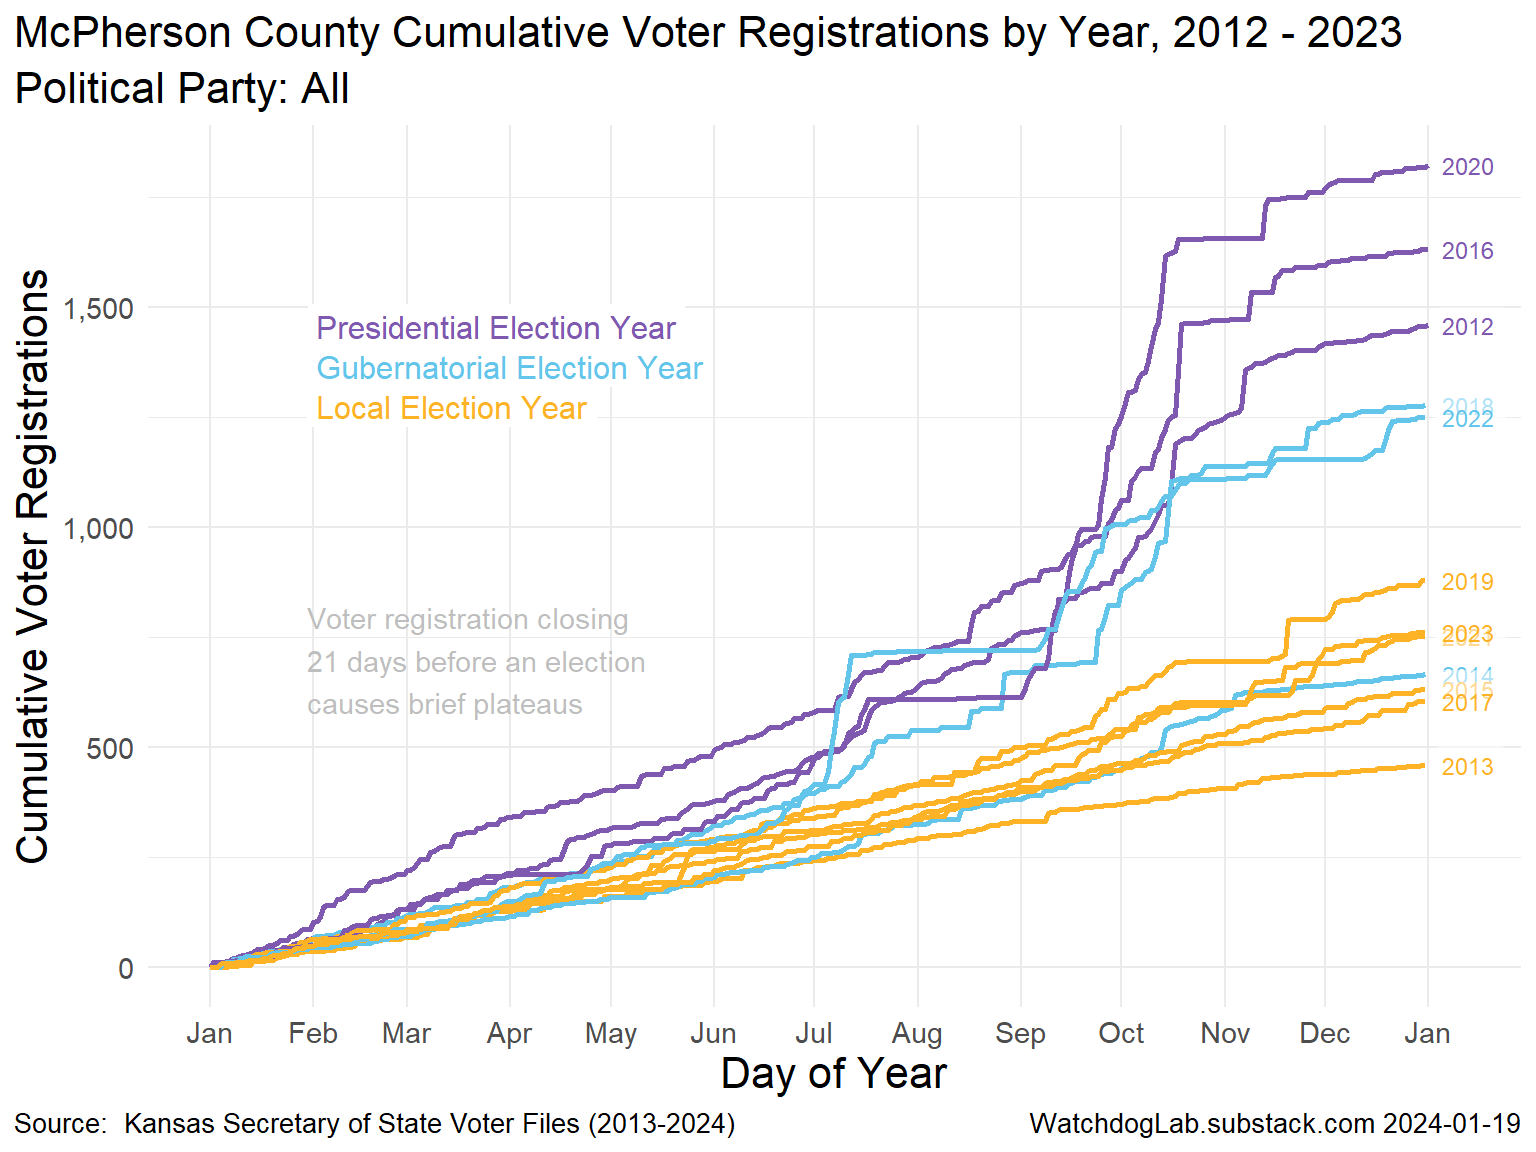 McPherson County Cumulative Voter Registrations by Year, 2012 - 2023
Political Party: All
Cumulative Voter Registrations
1,500
1,000
500
0
Presidential Election Year
Gubernatorial Election Year
Local Election Year
Voter registration closing
21 days before an election
causes brief plateaus
2020
2016
2012
2018
2022
2019
2023
2014
2015
2017
2013
Jan Feb Mar Apr May Jun Jul Aug Sep Oct Nov Dec Jan
Day of Year
Source:  Kansas Secretary of State Voter Files (2013-2024)
WatchdogLab.substack.com 2024-01-19